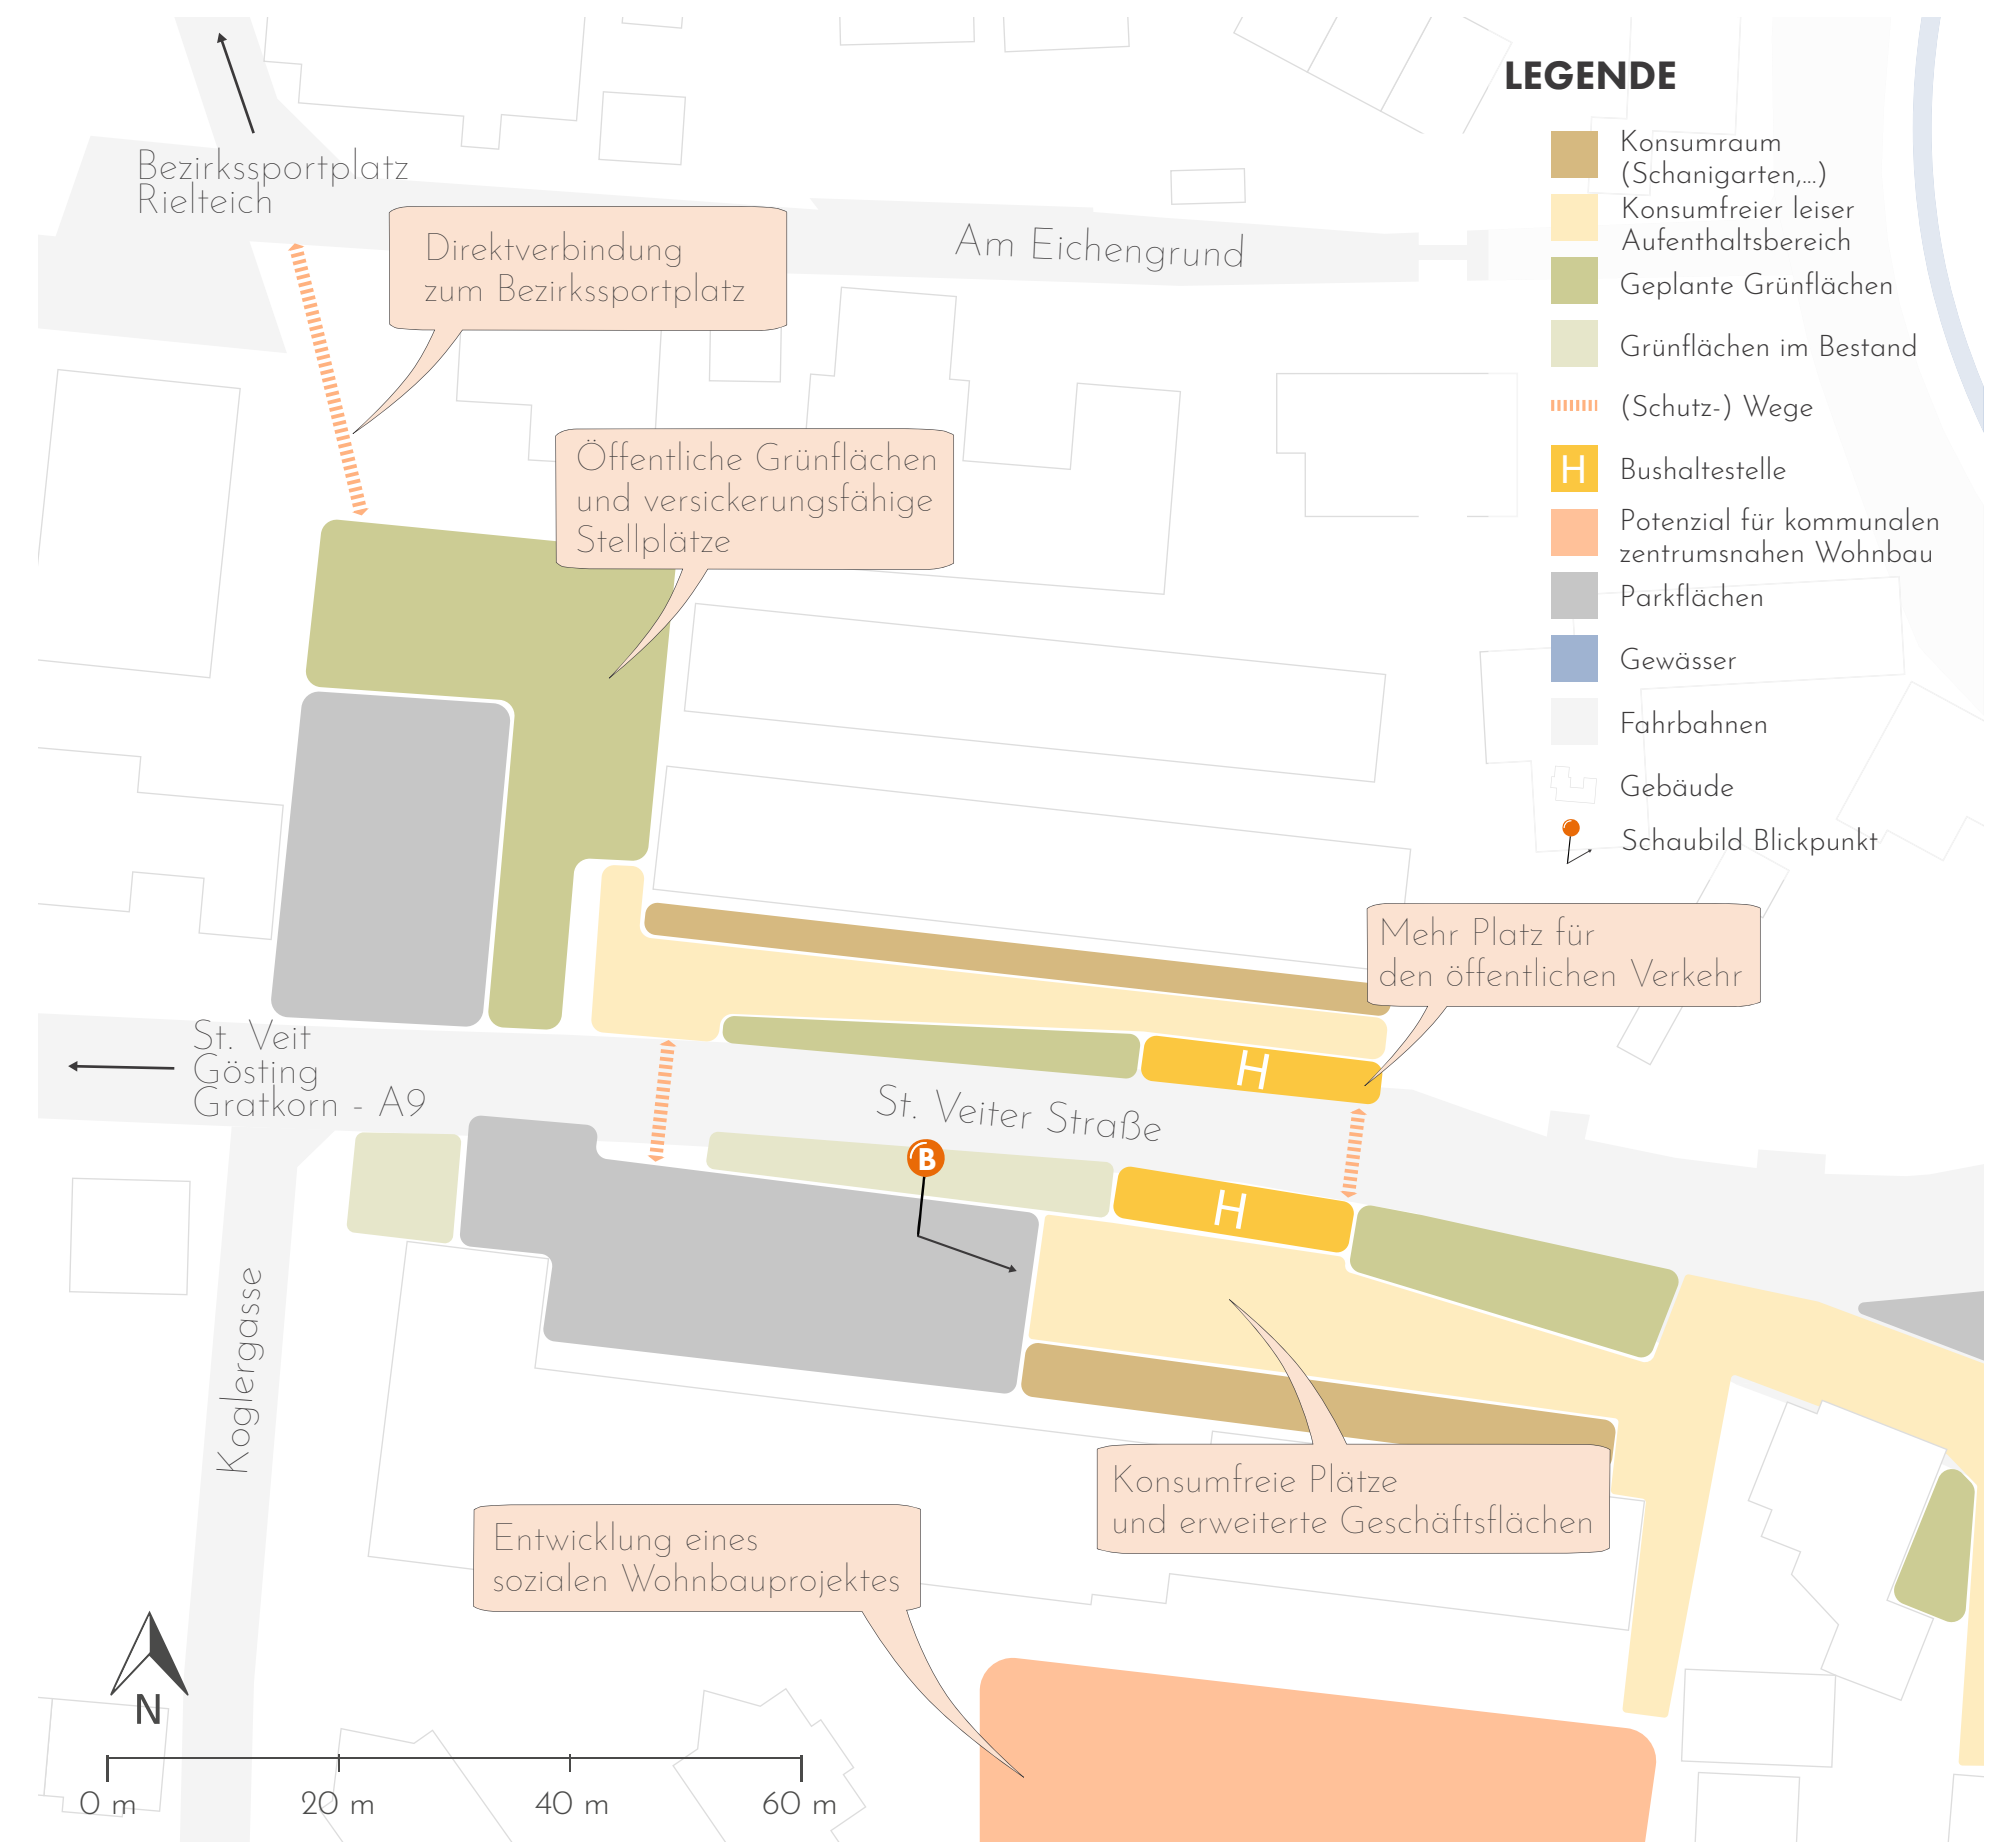 LEGENDE
Konsumraum
(Schanigarten,...)
Konsumfreier leiser
Aufenthaltsbereich
Geplante Grünflächen
Grünflächen im Bestand
(Schutz-) Wege
H
Bushaltestelle
Potenzial für kommunalen
zentrumsnahen Wohnbau
Parkflächen
Gewässer
Fahrbahnen
Gebäude
Schaubild Blickpunkt
Bezirkssportplatz
Rielteich
Direktverbindung
zum Bezirkssportplatz
Am Eichengrund
Öffentliche Grünflächen
und versickerungsfähige
Stellplätze
Mehr Platz für
den öffentlichen Verkehr
St. Veit
Gösting
Gratkorn - A9
H
St. Veiter Straße
B
H
Koglergasse
Konsumfreie Plätze
und erweiterte Geschäftsflächen
Entwicklung eines
sozialen Wohnbauprojektes
N
0 m
20 m
40 m
60 m